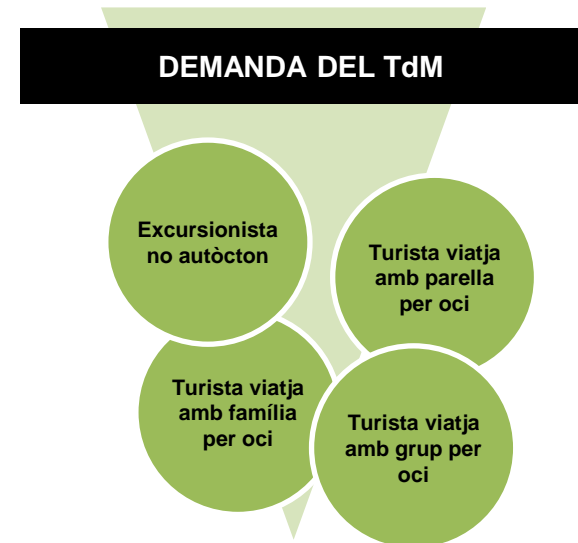 DEMANDA DEL TdM
Excursionista
no autòcton
Turista viatja
amb parella
per oci
Turista viatja
amb família
per oci
Turista viatja
amb grup per
oci